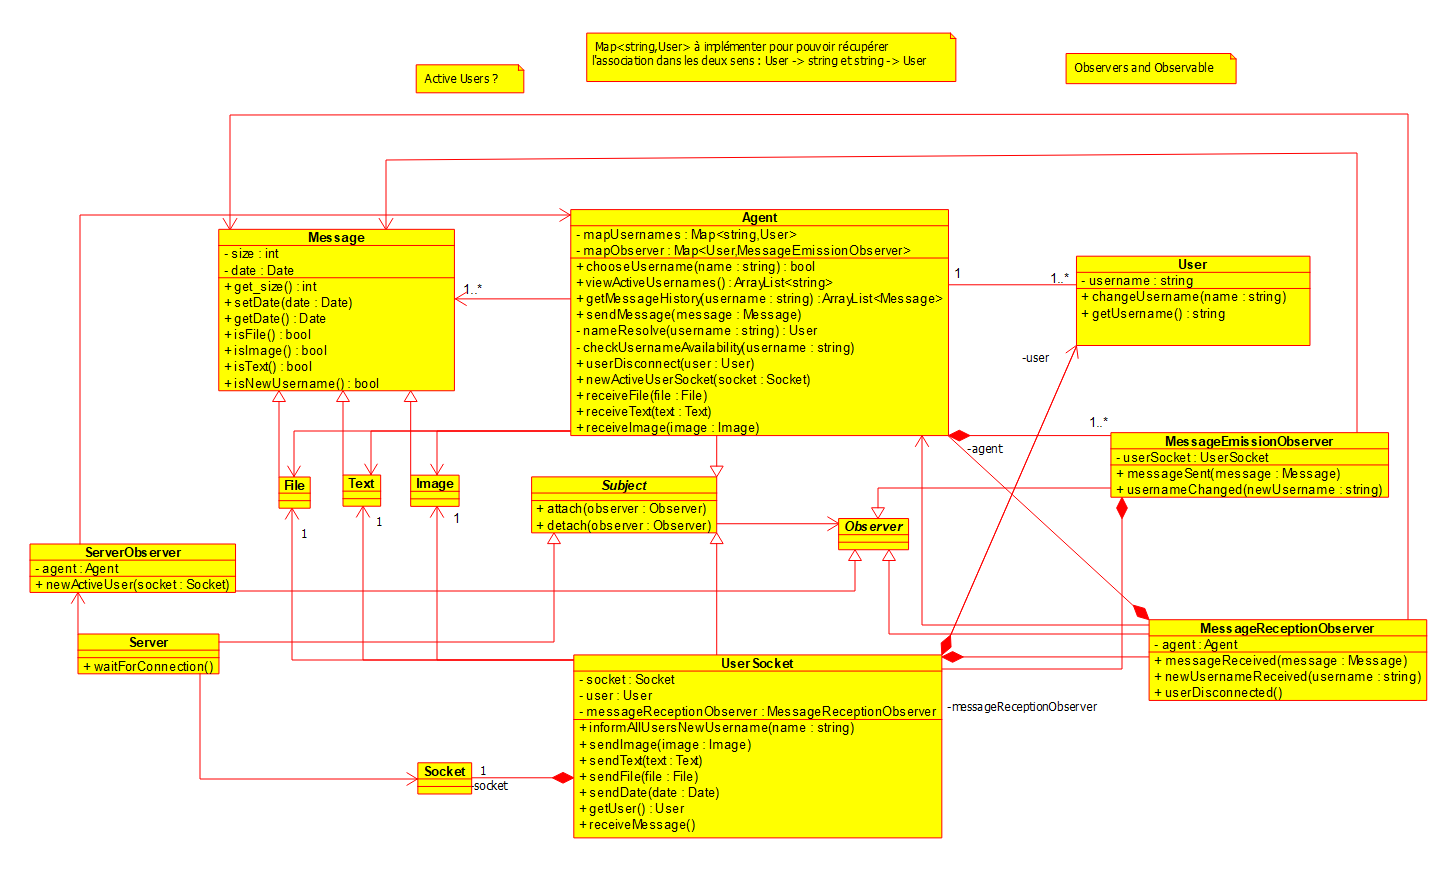 Active Users ?
Map<string,User> à implémenter pour pouvoir récupérer
l'association dans les deux sens : User -> string et string -> User
Observers and Observable
Message
- size : int
- date : Date
+ get_size() : int
+ setDate(date : Date)
+ getDate() : Date
+ isFile() : bool
+ isImage() : bool
+ isText() : bool
+ isNewUsername() : bool
1..*
Agent
- mapUsernames : Map<string,User>
- mapObserver : Map<User,MessageEmissionObserver>
+ chooseUsername(name : string) : bool
+ viewActiveUsernames() : ArrayList<string>
+ getMessageHistory(username : string) : ArrayList<Message>
+ sendMessage(message : Message)
- nameResolve(username : string) : User
- checkUsernameAvailability(username : string)
+ userDisconnect(user : User)
+ newActiveUserSocket(socket : Socket)
+ receiveFile(file : File)
+ receiveText(text : Text)
+ receiveImage(image : Image)
1
1..*
User
- username : string
+ changeUsername(name : string)
+ getUsername() : string
-user
1..*
-agent
MessageEmissionObserver
- userSocket : UserSocket
+ messageSent(message : Message)
+ usernameChanged(newUsername : string)
File
Text
Image
1
1
1
Subject
+ attach(observer : Observer)
+ detach(observer : Observer)
Observer
ServerObserver
- agent : Agent
+ newActiveUser(socket : Socket)
Server
+ waitForConnection()
MessageReceptionObserver
- agent : Agent
+ messageReceived(message : Message)
+ newUsernameReceived(username : string)
+ userDisconnected()
UserSocket
- socket : Socket
- user : User
- messageReceptionObserver : MessageReceptionObserver
+ informAllUsersNewUsername(name : string)
+ sendImage(image : Image)
+ sendText(text : Text)
+ sendFile(file : File)
+ sendDate(date : Date)
+ getUser() : User
+ receiveMessage()
-messageReceptionObserver
Socket
1
-socket